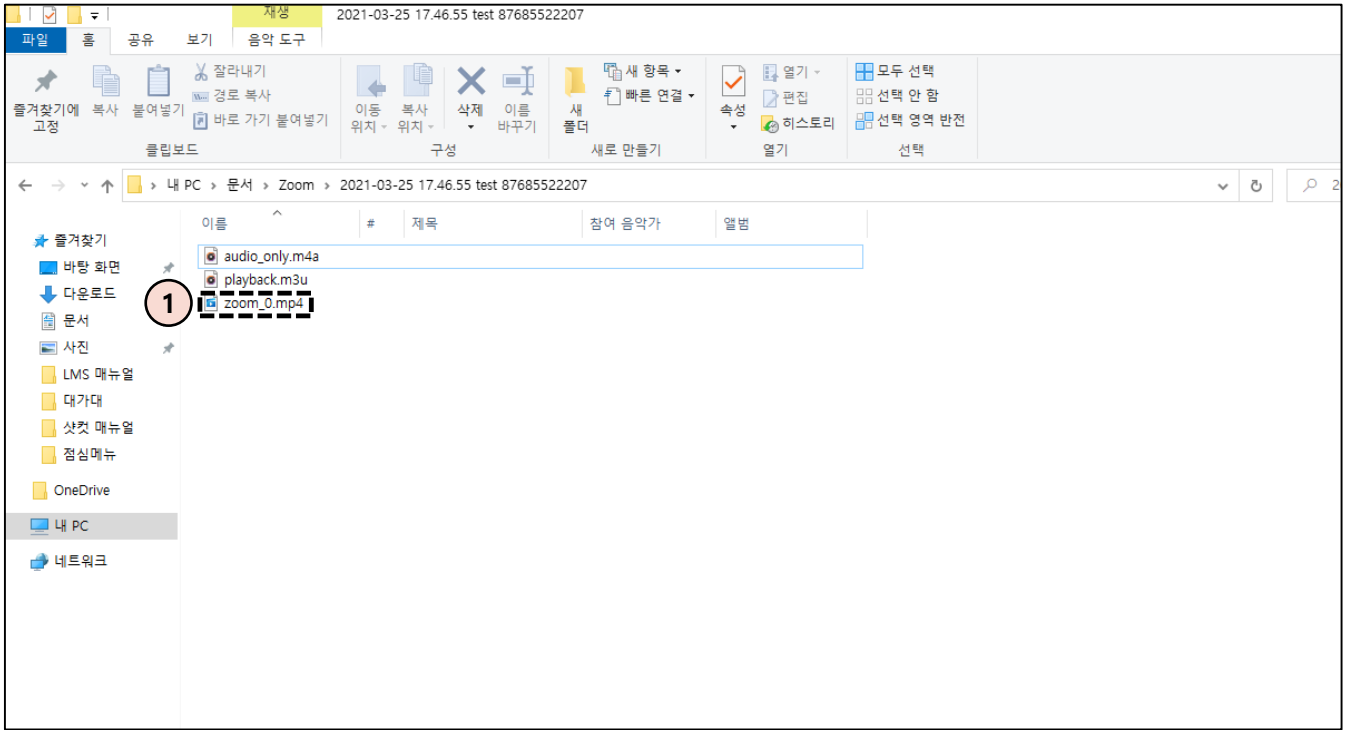 재생
2021-03-25 17.46.55 test 87685522207
파일 홈 공유 보기 음악 도구
즐겨찾기에 고정
복사
붙여넣기
잘라내기
경로 복사
바로 가기 붙여넣기
클립보드
이동 위치
복사 위치
삭제
이름 바꾸기
구성
새 폴더
새 항목
빠른 연결
새로 만들기
속성
열기
편집
히스토리
열기
모두 선택
선택 안 함
선택 영역 반전
선택
내 PC › 문서 › Zoom › 2021-03-25 17.46.55 test 87685522207
2
이름 # 제목 참여 음악가 앨범
audio_only.m4a
playback.m3u
1 zoom_0.mp4
즐겨찾기
바탕 화면
다운로드
문서
사진
LMS 매뉴얼
대가대
샷컷 매뉴얼
점심메뉴
OneDrive
내 PC
네트워크